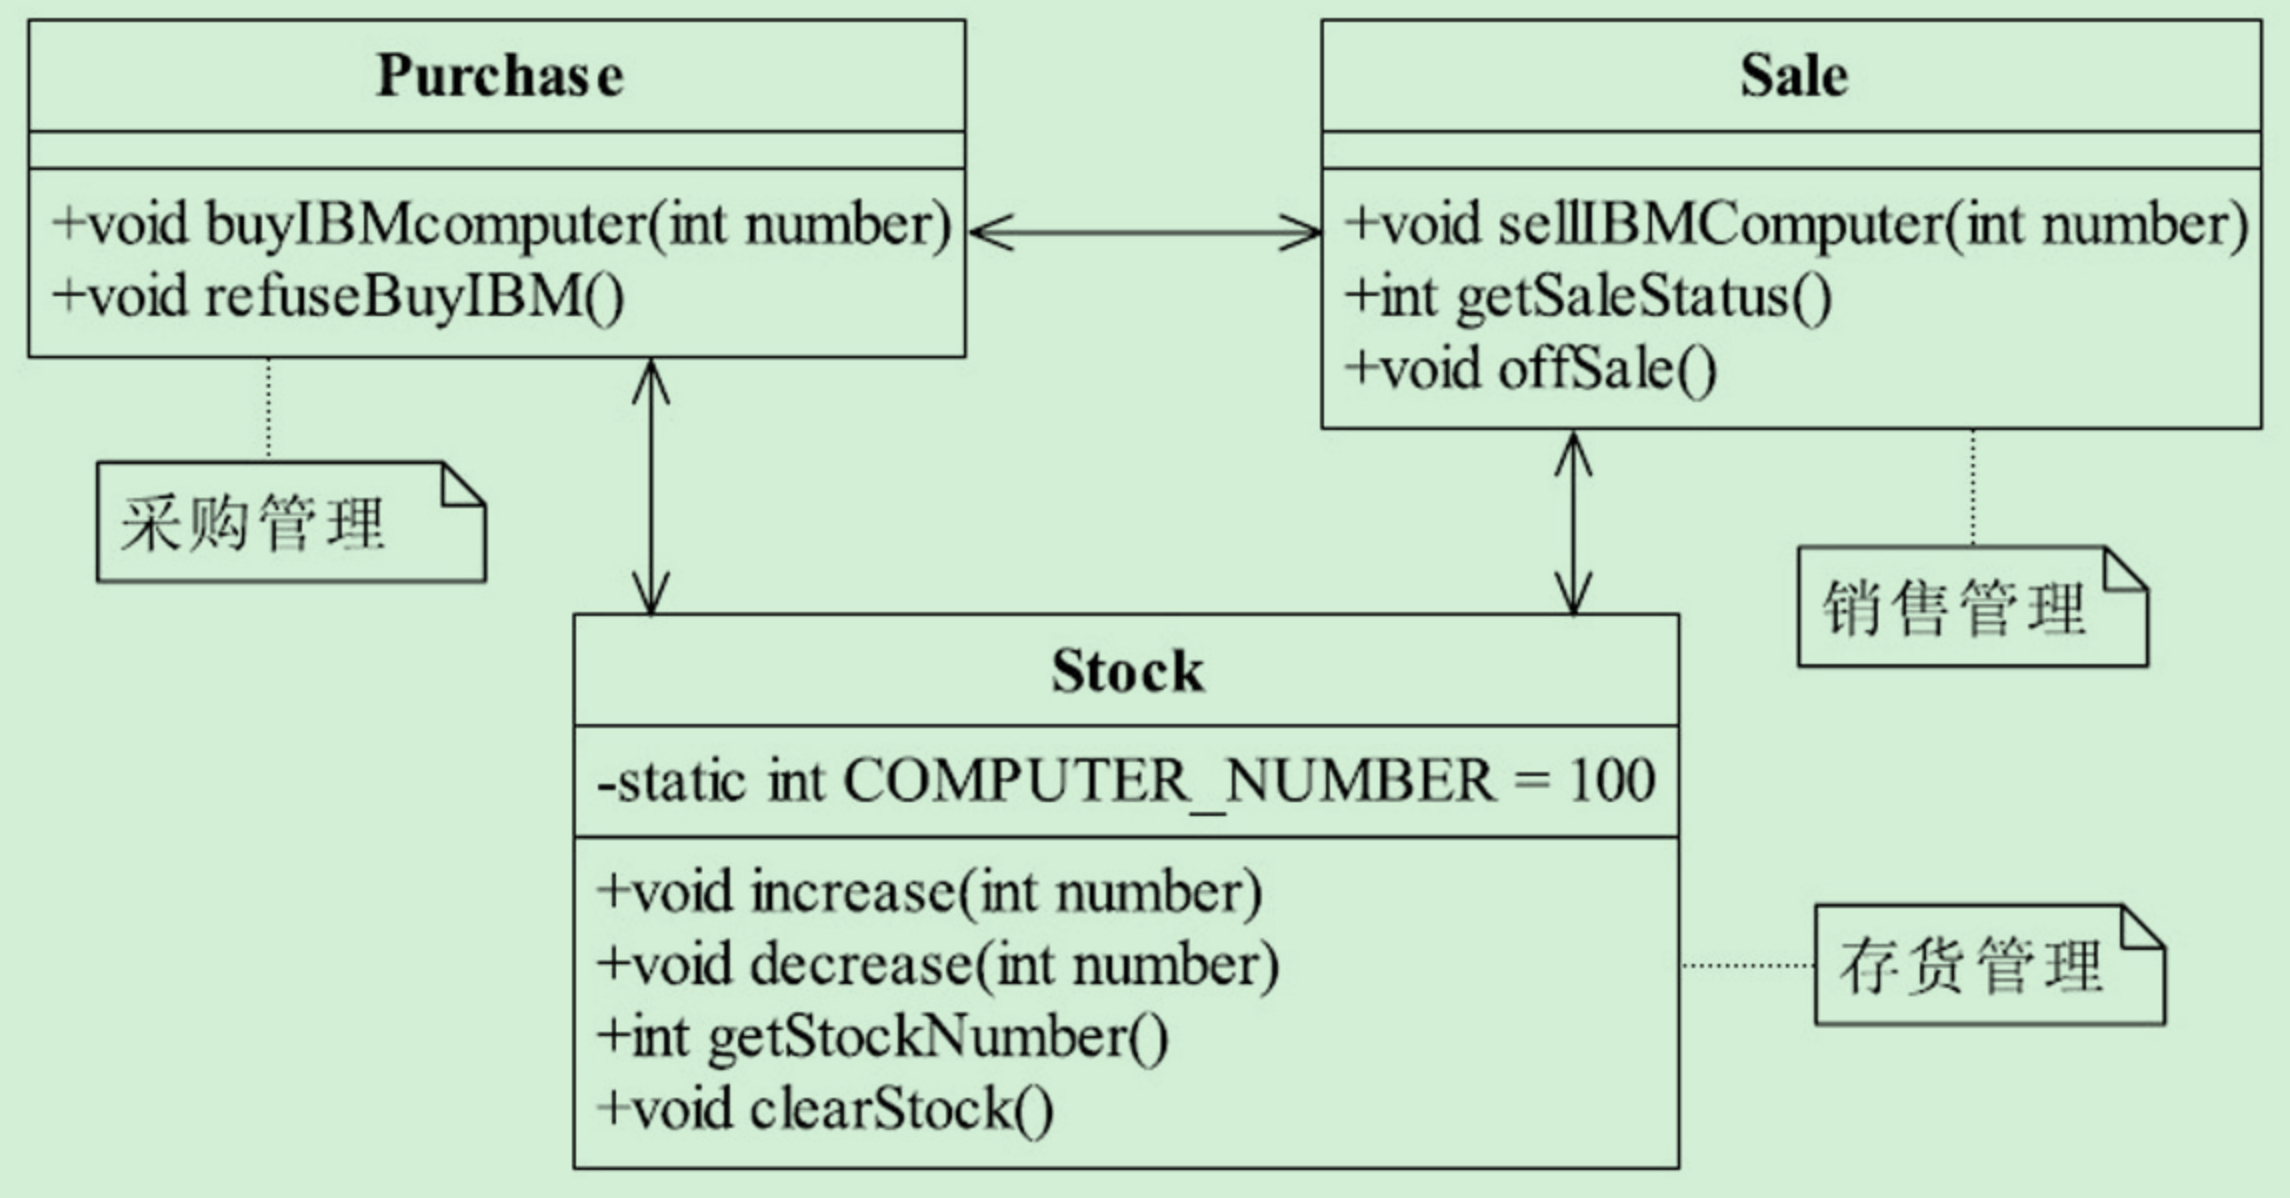 Purchase
+void buyIBMcomputer(int number)
+void refuseBuyIBM()
采购管理
Sale
+void sellIBMComputer(int number)
+int getSaleStatus()
+void offSale()
销售管理
Stock
-static int COMPUTER_NUMBER = 100
+void increase(int number)
+void decrease(int number)
+int getStockNumber()
+void clearStock()
存货管理